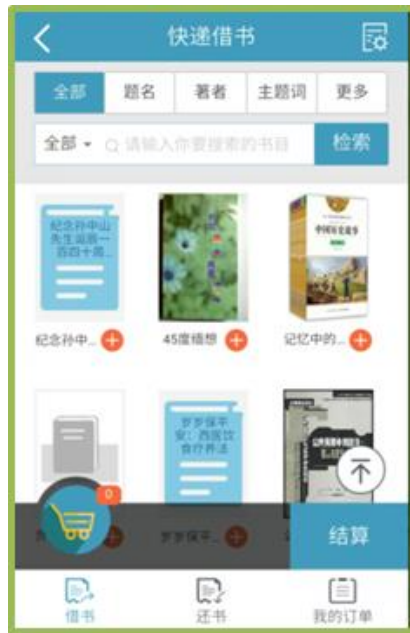 快递借书
全部 题名 著者 主题词 更多
全部 请输入你要搜索的书目 检索
纪念孙中山
先生诞辰一
百四十周..
中国历史故事
纪念孙中.. 45度缅想 记忆中的..
岁岁保平
安：西医饮
食疗养法
0
岁岁保平..
结算
借书 还书 我的订单